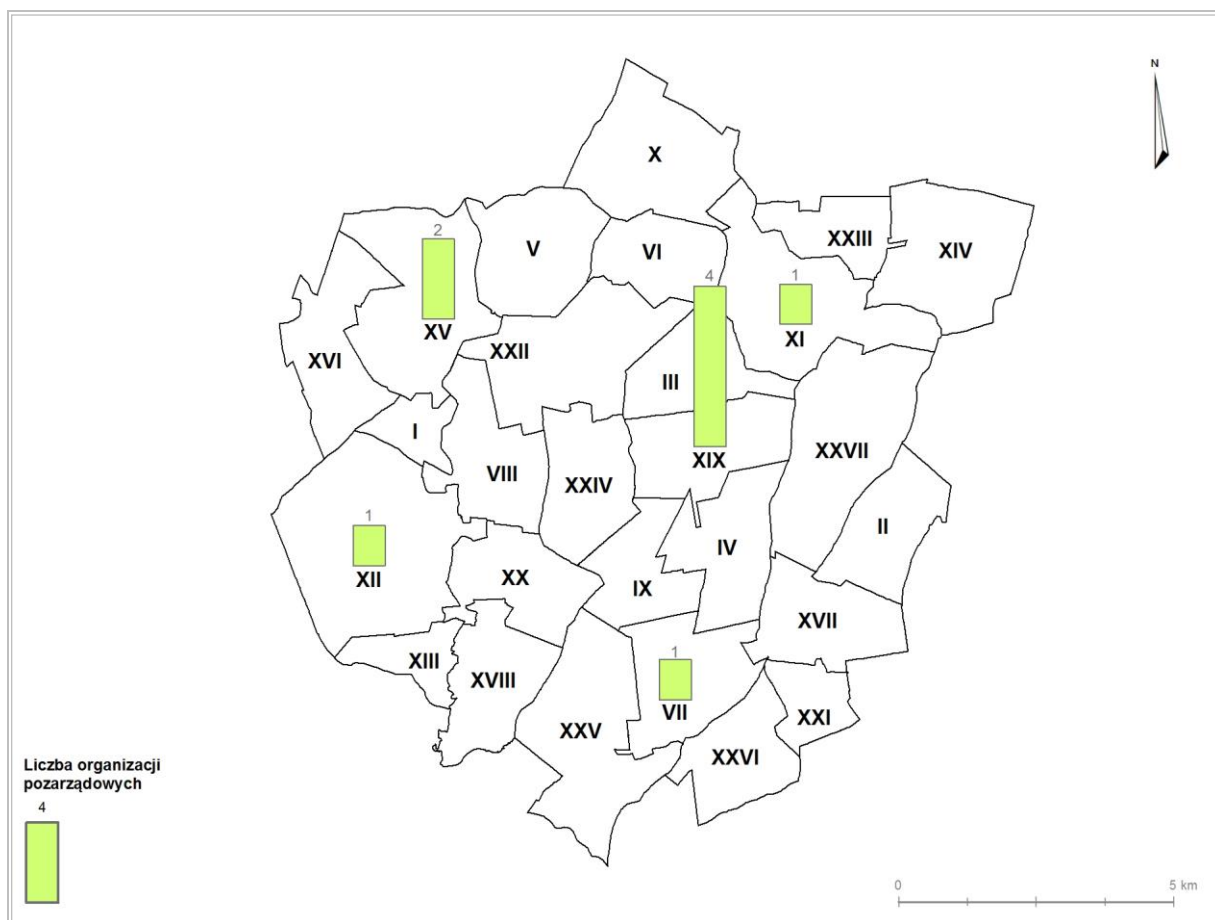 N
X
XXIII
XIV
V
VI
2
4
1
XV
XI
XXII
XVI
III
I
XIX
XXVII
VIII
XXIV
II
1
IV
XII
XX
IX
XVII
XIII
XVIII
1
VII
XXI
XXV
XXVI
Liczba organizacji
pozarządowych
4
0
5 km